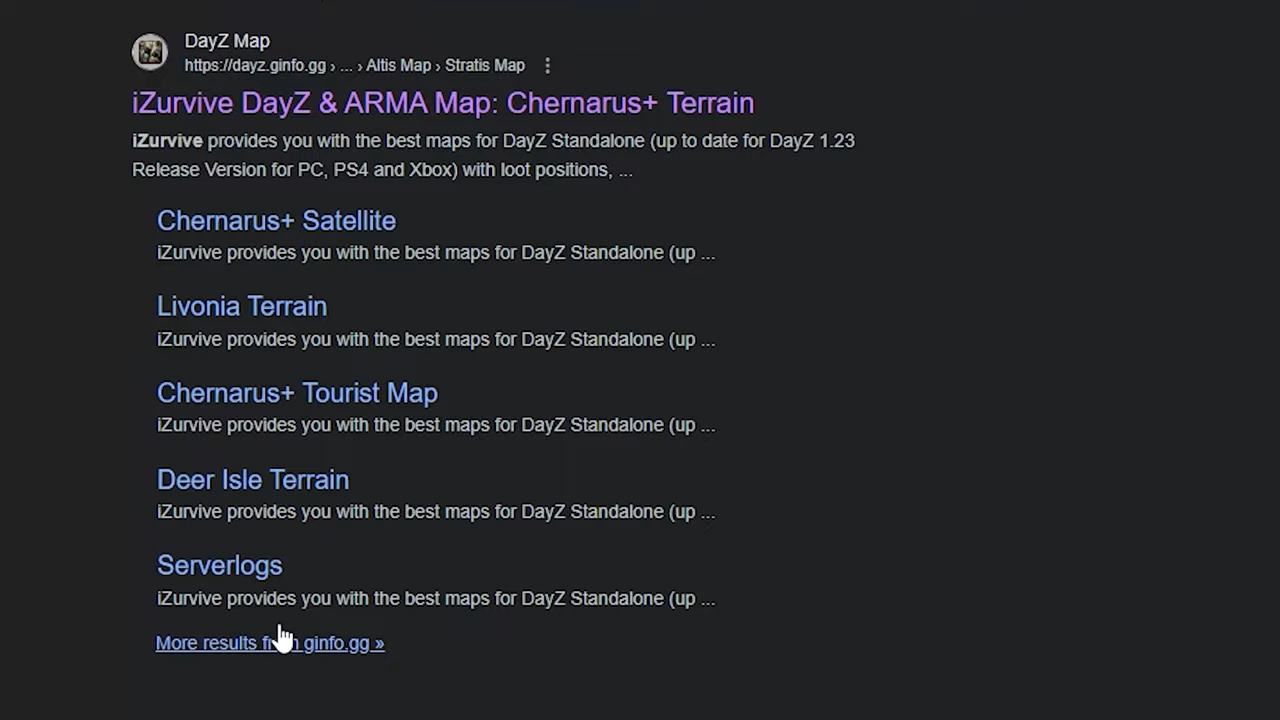 DayZ Map
https://dayz.ginfo.gg › ... › Altis Map › Stratis Map
iZurvive DayZ & ARMA Map: Chernarus+ Terrain
iZurvive provides you with the best maps for DayZ Standalone (up to date for DayZ 1.23
Release Version for PC, PS4 and Xbox) with loot positions, ...
Chernarus+ Satellite
iZurvive provides you with the best maps for DayZ Standalone (up ...
Livonia Terrain
iZurvive provides you with the best maps for DayZ Standalone (up ...
Chernarus+ Tourist Map
iZurvive provides you with the best maps for DayZ Standalone (up ...
Deer Isle Terrain
iZurvive provides you with the best maps for DayZ Standalone (up ...
Serverlogs
iZurvive provides you with the best maps for DayZ Standalone (up ...
More results from ginfo.gg »